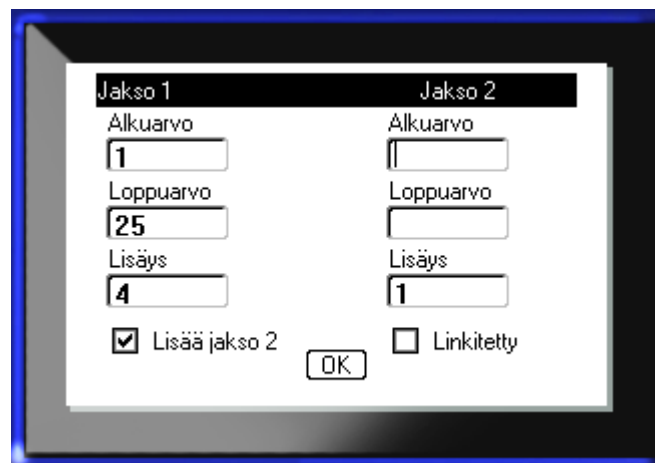 Jakso 1 Jakso 2
Alkuarvo Alkuarvo
1
Loppuarvo Loppuarvo
25
Lisäys Lisäys
4 1
Lisää jakso 2 Linkitetty
OK